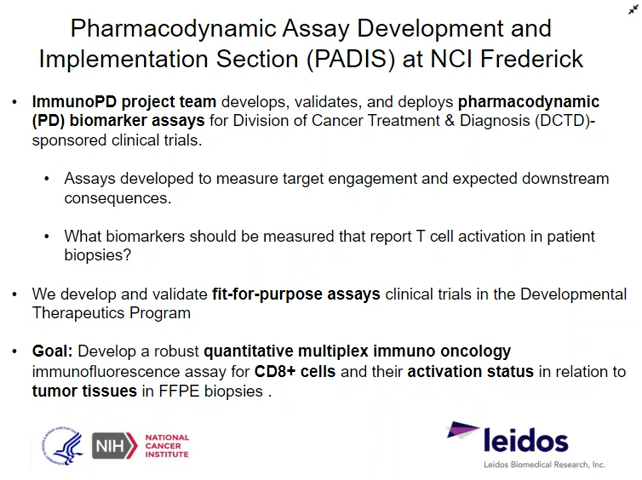 Pharmacodynamic Assay Development and
Implementation Section (PADIS) at NCI Frederick
• ImmunoPD project team develops, validates, and deploys pharmacodynamic
(PD) biomarker assays for Division of Cancer Treatment & Diagnosis (DCTD)-
sponsored clinical trials.
• Assays developed to measure target engagement and expected downstream
consequences.
• What biomarkers should be measured that report T cell activation in patient
biopsies?
• We develop and validate fit-for-purpose assays clinical trials in the Developmental
Therapeutics Program
• Goal: Develop a robust quantitative multiplex immuno oncology
immunofluorescence assay for CD8+ cells and their activation status in relation to
tumor tissues in FFPE biopsies .
NIH
NATIONAL
CANCER
INSTITUTE
leidos
Leidos Biomedical Research, Inc.